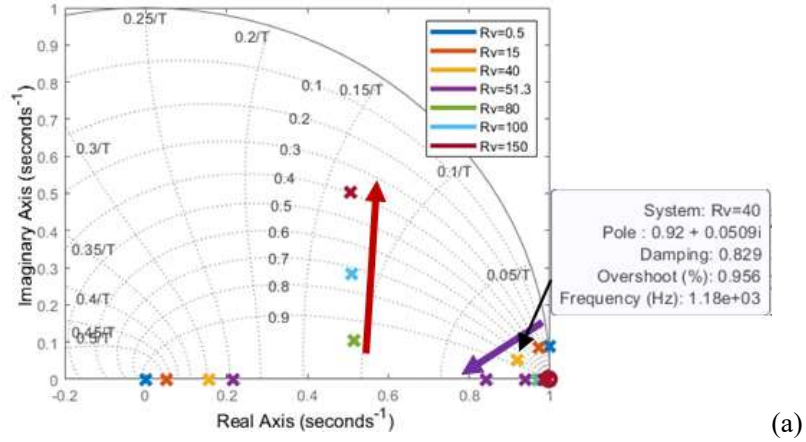 1
0.9
0.8
0.7
0.6
0.5
0.4
0.3
0.2
0.1
0
Imaginary Axis (seconds⁻¹)
0.25/T
0.2/T
0.15/T
0.1/T
0.05/T
0.3/T
0.35/T
0.4/T
0.45/T
0.5/T
0.1
0.2
0.3
0.4
0.5
0.6
0.7
0.8
0.9
Rv=0.5
Rv=15
Rv=40
Rv=51.3
Rv=80
Rv=100
Rv=150
System: Rv=40
Pole : 0.92 + 0.0509i
Damping: 0.829
Overshoot (%): 0.956
Frequency (Hz): 1.18e+03
-0.2 0 0.2 0.4 0.6 0.8 1
Real Axis (seconds⁻¹)
(a)